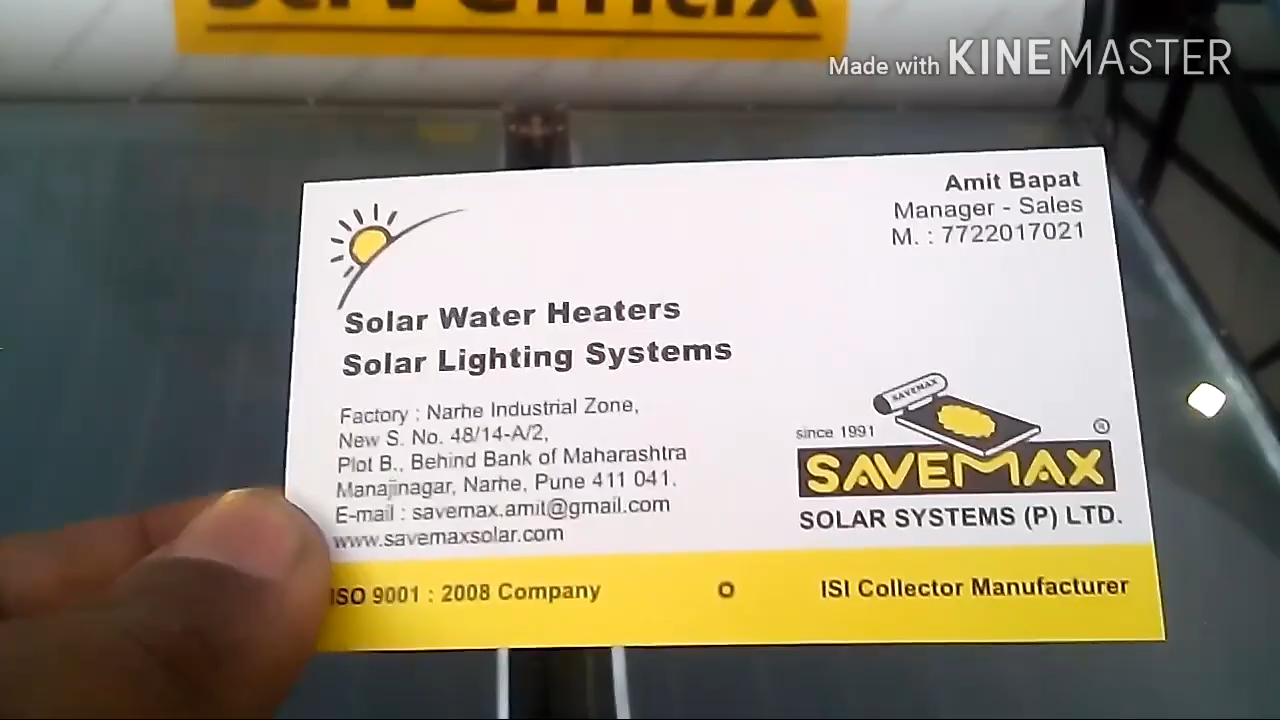 savemax
Made with KINEMASTER
Amit Bapat
Manager - Sales
M. : 7722017021
Solar Water Heaters
Solar Lighting Systems
Factory : Narhe Industrial Zone,
New S. No. 48/14-A/2,
Plot B., Behind Bank of Maharashtra
Manajinagar, Narhe, Pune 411 041.
E-mail : savemax.amit@gmail.com
www.savemaxsolar.com
SAVEMAX
since 1991
®
SAVEMAX
SOLAR SYSTEMS (P) LTD.
ISO 9001 : 2008 Company
ISI Collector Manufacturer